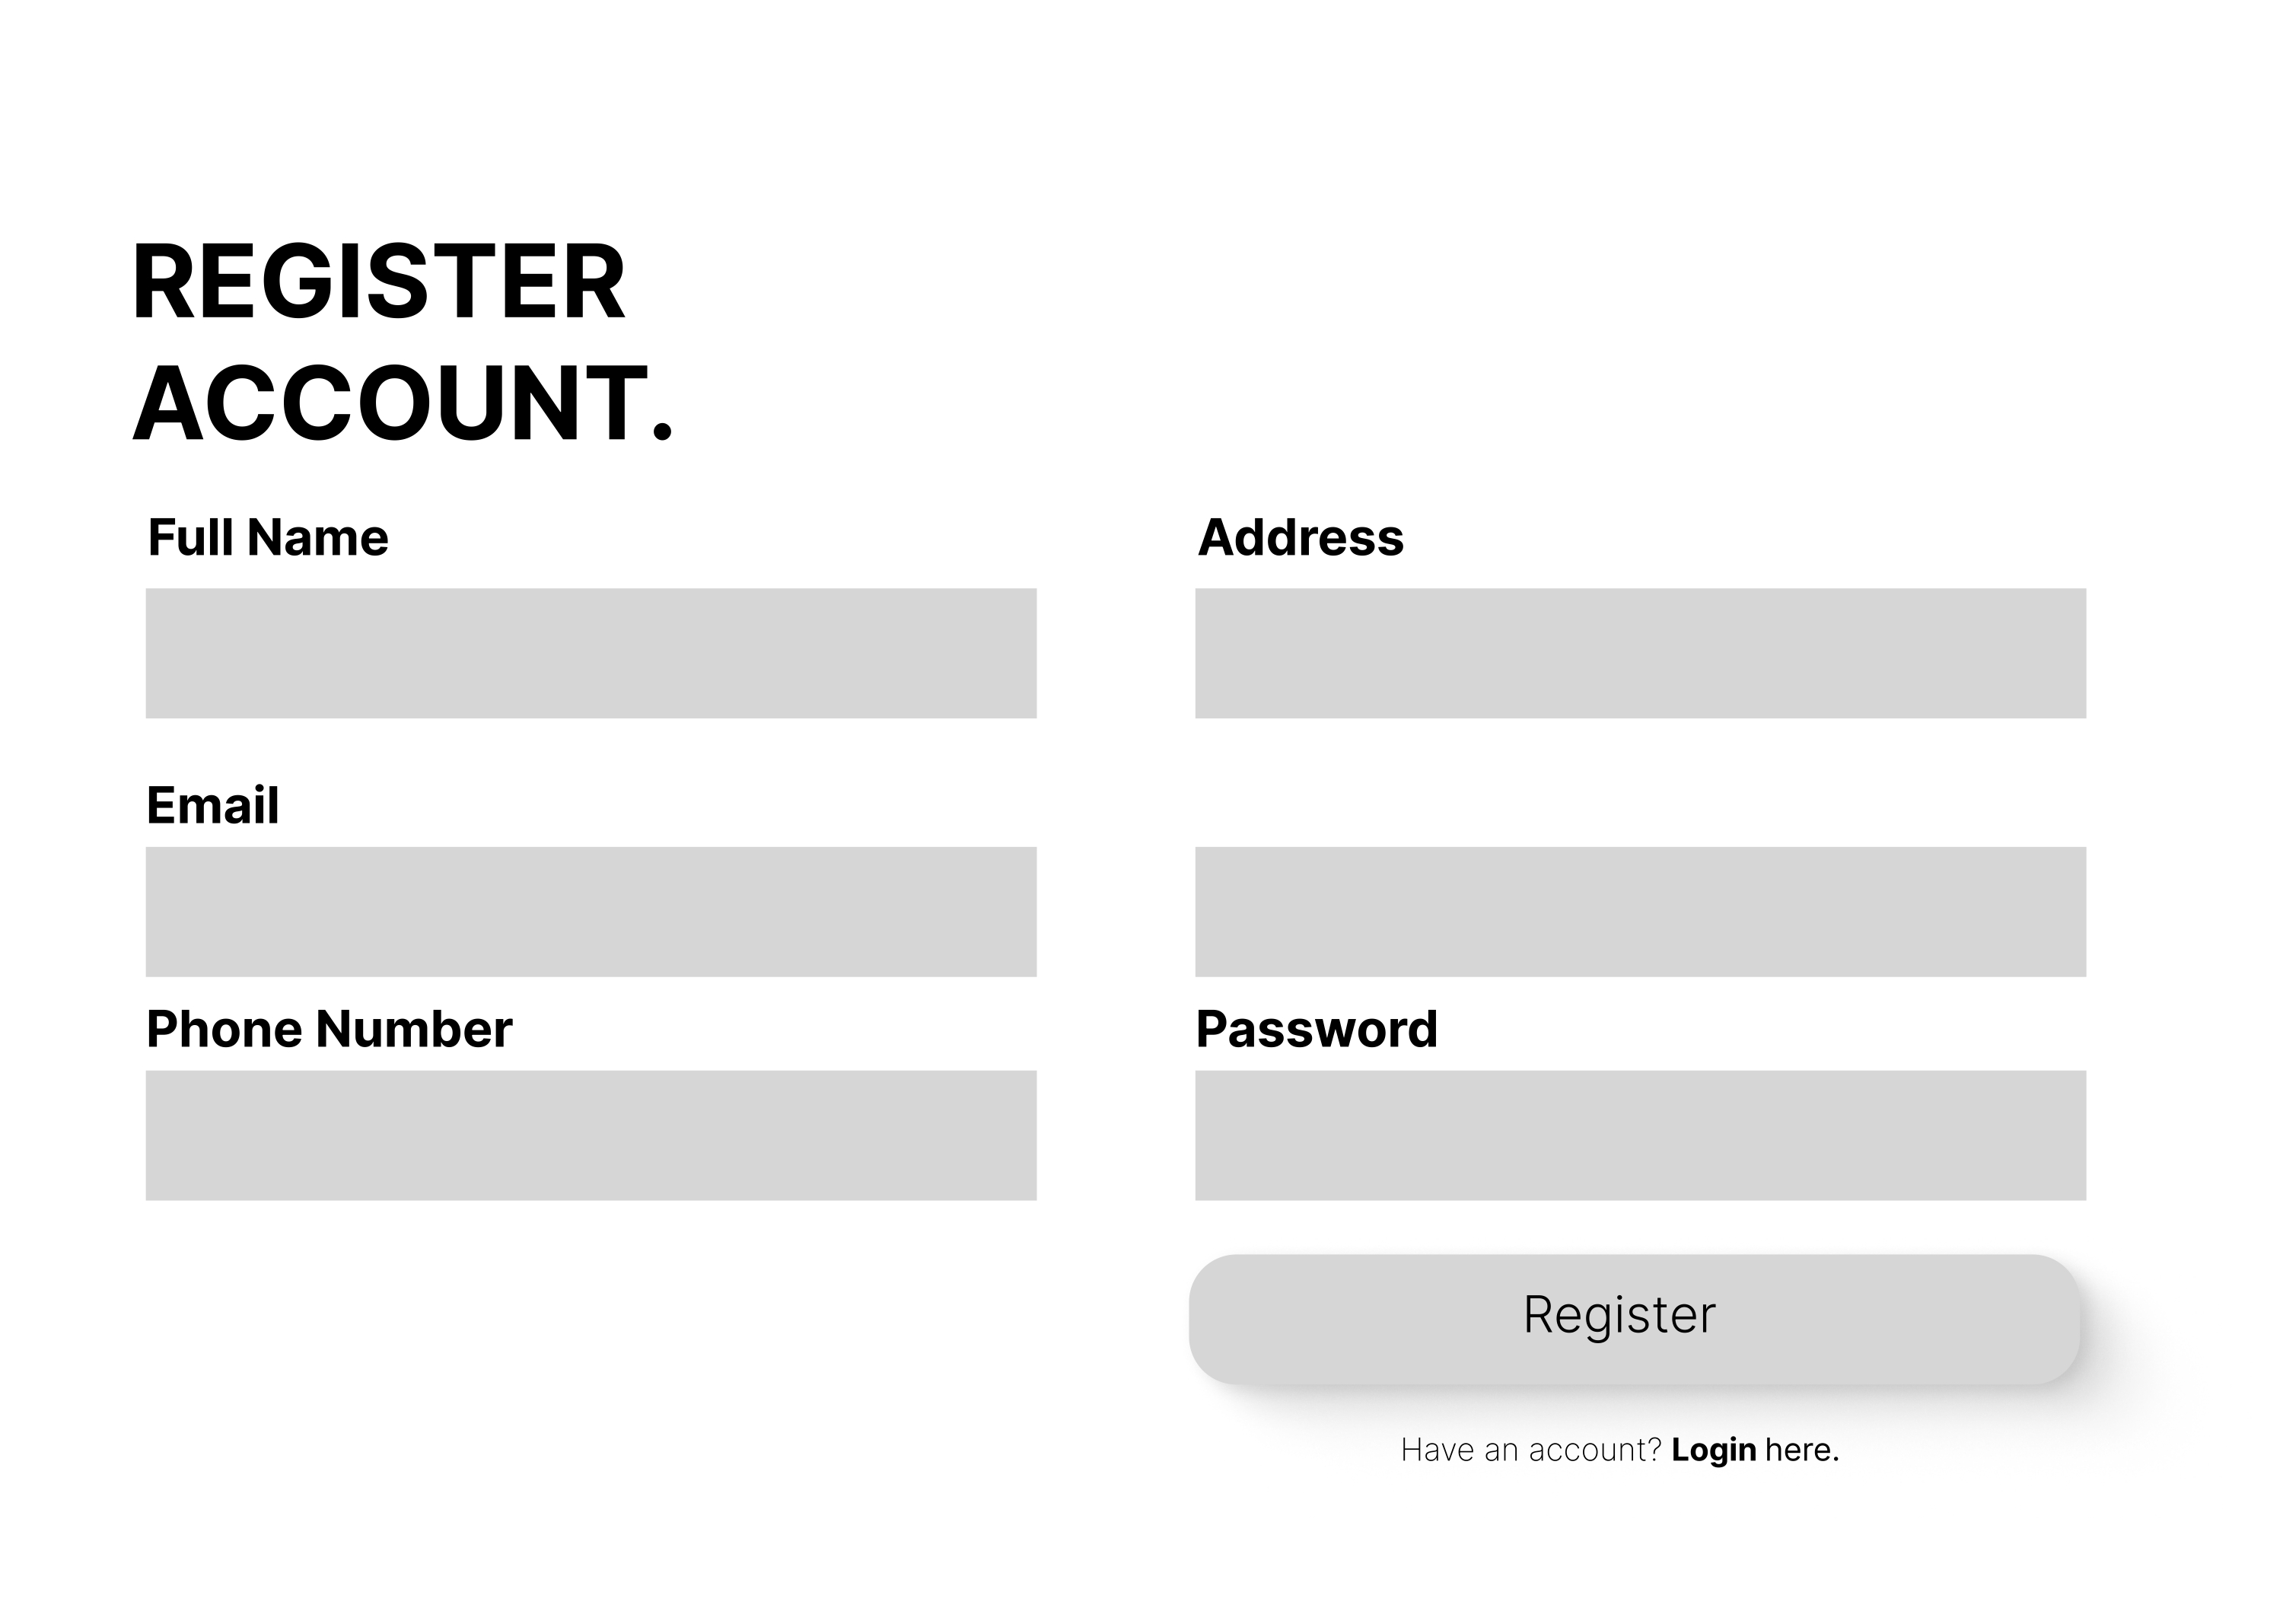 REGISTER
ACCOUNT.
Full Name
Address
Email
Phone Number
Password
Register
Have an account? Login here.